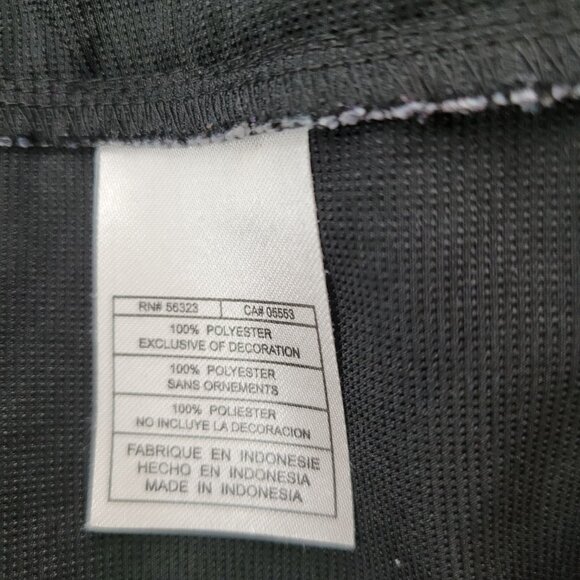 RN# 56323 CA# 05553
100% POLYESTER
EXCLUSIVE OF DECORATION
100% POLYESTER
SANS ORNEMENTS
100% POLIESTER
NO INCLUYE LA DECORACION
FABRIQUE EN INDONESIE
HECHO EN INDONESIA
MADE IN INDONESIA